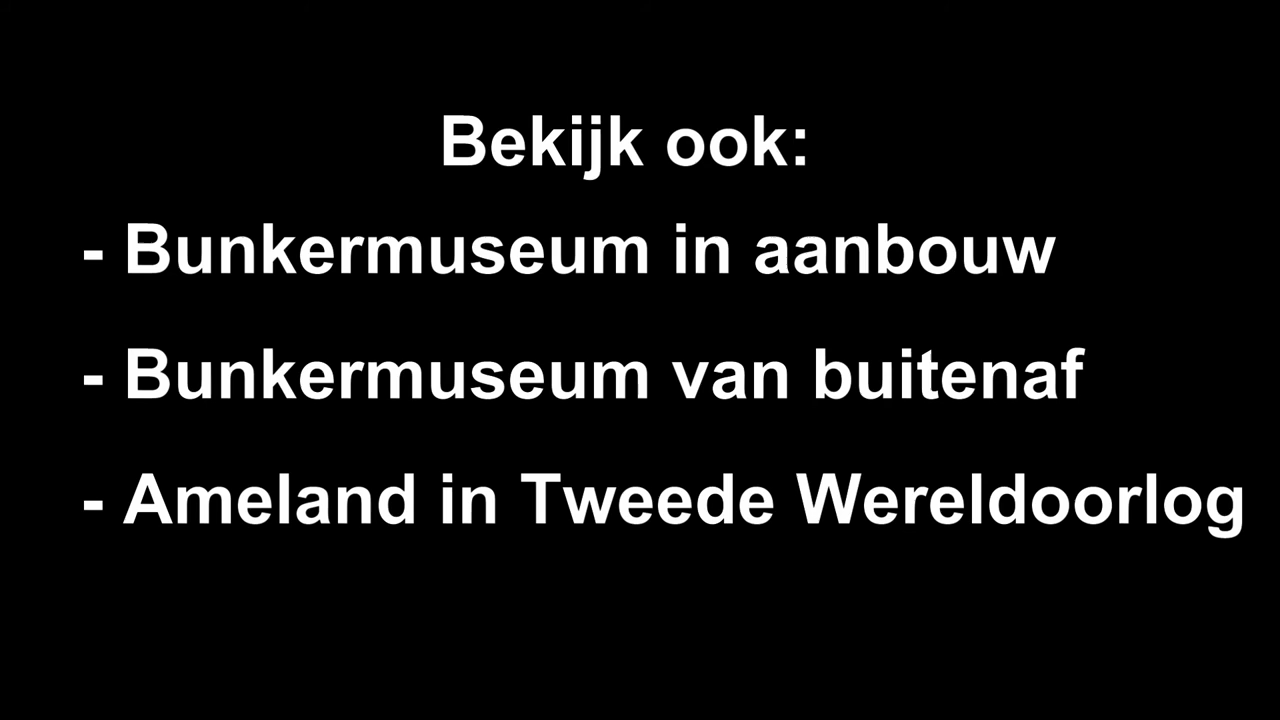 Bekijk ook:
- Bunkermuseum in aanbouw
- Bunkermuseum van buitenaf
- Ameland in Tweede Wereldoorlog